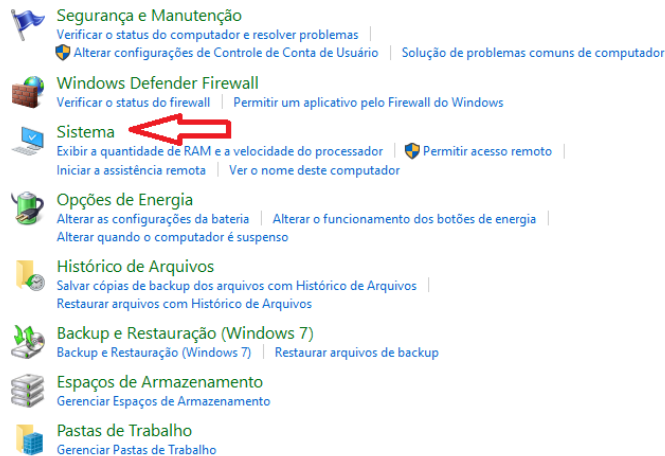 Segurança e Manutenção
Verificar o status do computador e resolver problemas
Alterar configurações de Controle de Conta de Usuário Solução de problemas comuns de computador
Windows Defender Firewall
Verificar o status do firewall Permitir um aplicativo pelo Firewall do Windows
Sistema
Exibir a quantidade de RAM e a velocidade do processador Permitir acesso remoto
Iniciar a assistência remota Ver o nome deste computador
Opções de Energia
Alterar as configurações da bateria Alterar o funcionamento dos botões de energia
Alterar quando o computador é suspenso
Histórico de Arquivos
Salvar cópias de backup dos arquivos com Histórico de Arquivos
Restaurar arquivos com Histórico de Arquivos
Backup e Restauração (Windows 7)
Backup e Restauração (Windows 7) Restaurar arquivos de backup
Espaços de Armazenamento
Gerenciar Espaços de Armazenamento
Pastas de Trabalho
Gerenciar Pastas de Trabalho